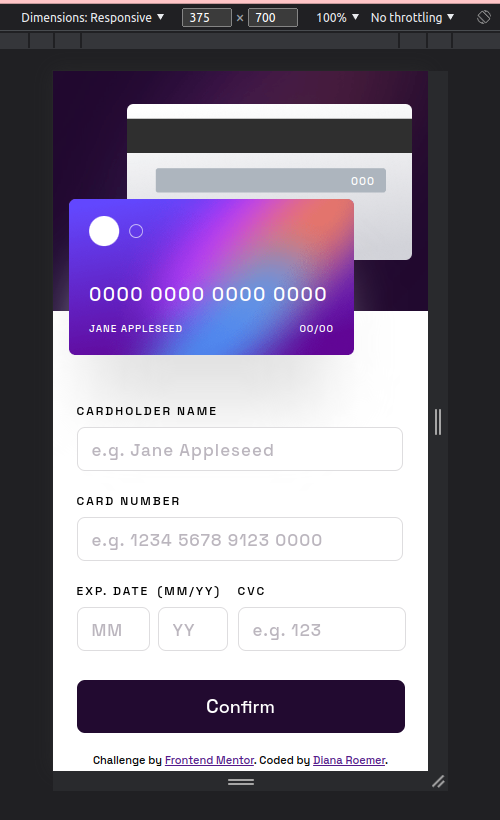 Dimensions: Responsive 375 × 700 100% No throttling
000
0000 0000 0000 0000
JANE APPLESEED 00/00
CARDHOLDER NAME
e.g. Jane Appleseed
CARD NUMBER
e.g. 1234 5678 9123 0000
EXP. DATE (MM/YY) CVC
MM YY e.g. 123
Confirm
Challenge by Frontend Mentor. Coded by Diana Roemer.